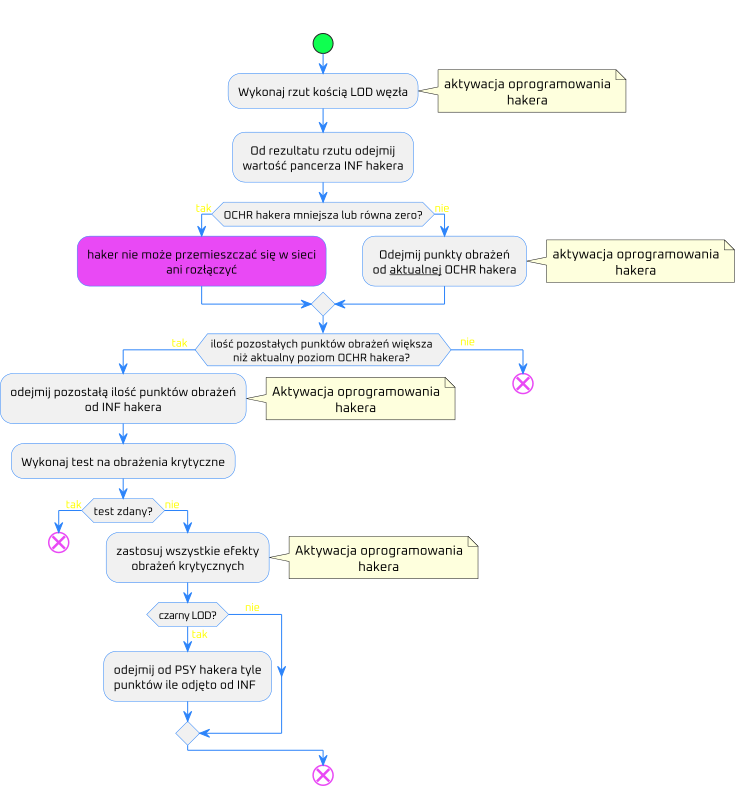 Wykonaj rzut kością LOD węzła
aktywacja oprogramowania
hakera
Od rezultatu rzutu odejmij
wartość pancerza INF hakera
tak
OCHR hakera mniejsza lub równa zero?
nie
haker nie może przemieszczać się w sieci
ani rozłączyć
Odejmij punkty obrażeń
od aktualnej OCHR hakera
aktywacja oprogramowania
hakera
tak
ilość pozostałych punktów obrażeń większa
niż aktualny poziom OCHR hakera?
nie
odejmij pozostałą ilość punktów obrażeń
od INF hakera
Aktywacja oprogramowania
hakera
Wykonaj test na obrażenia krytyczne
tak
test zdany?
nie
zastosuj wszystkie efekty
obrażeń krytycznych
Aktywacja oprogramowania
hakera
czarny LOD?
nie
tak
odejmij od PSY hakera tyle
punktów ile odjęto od INF